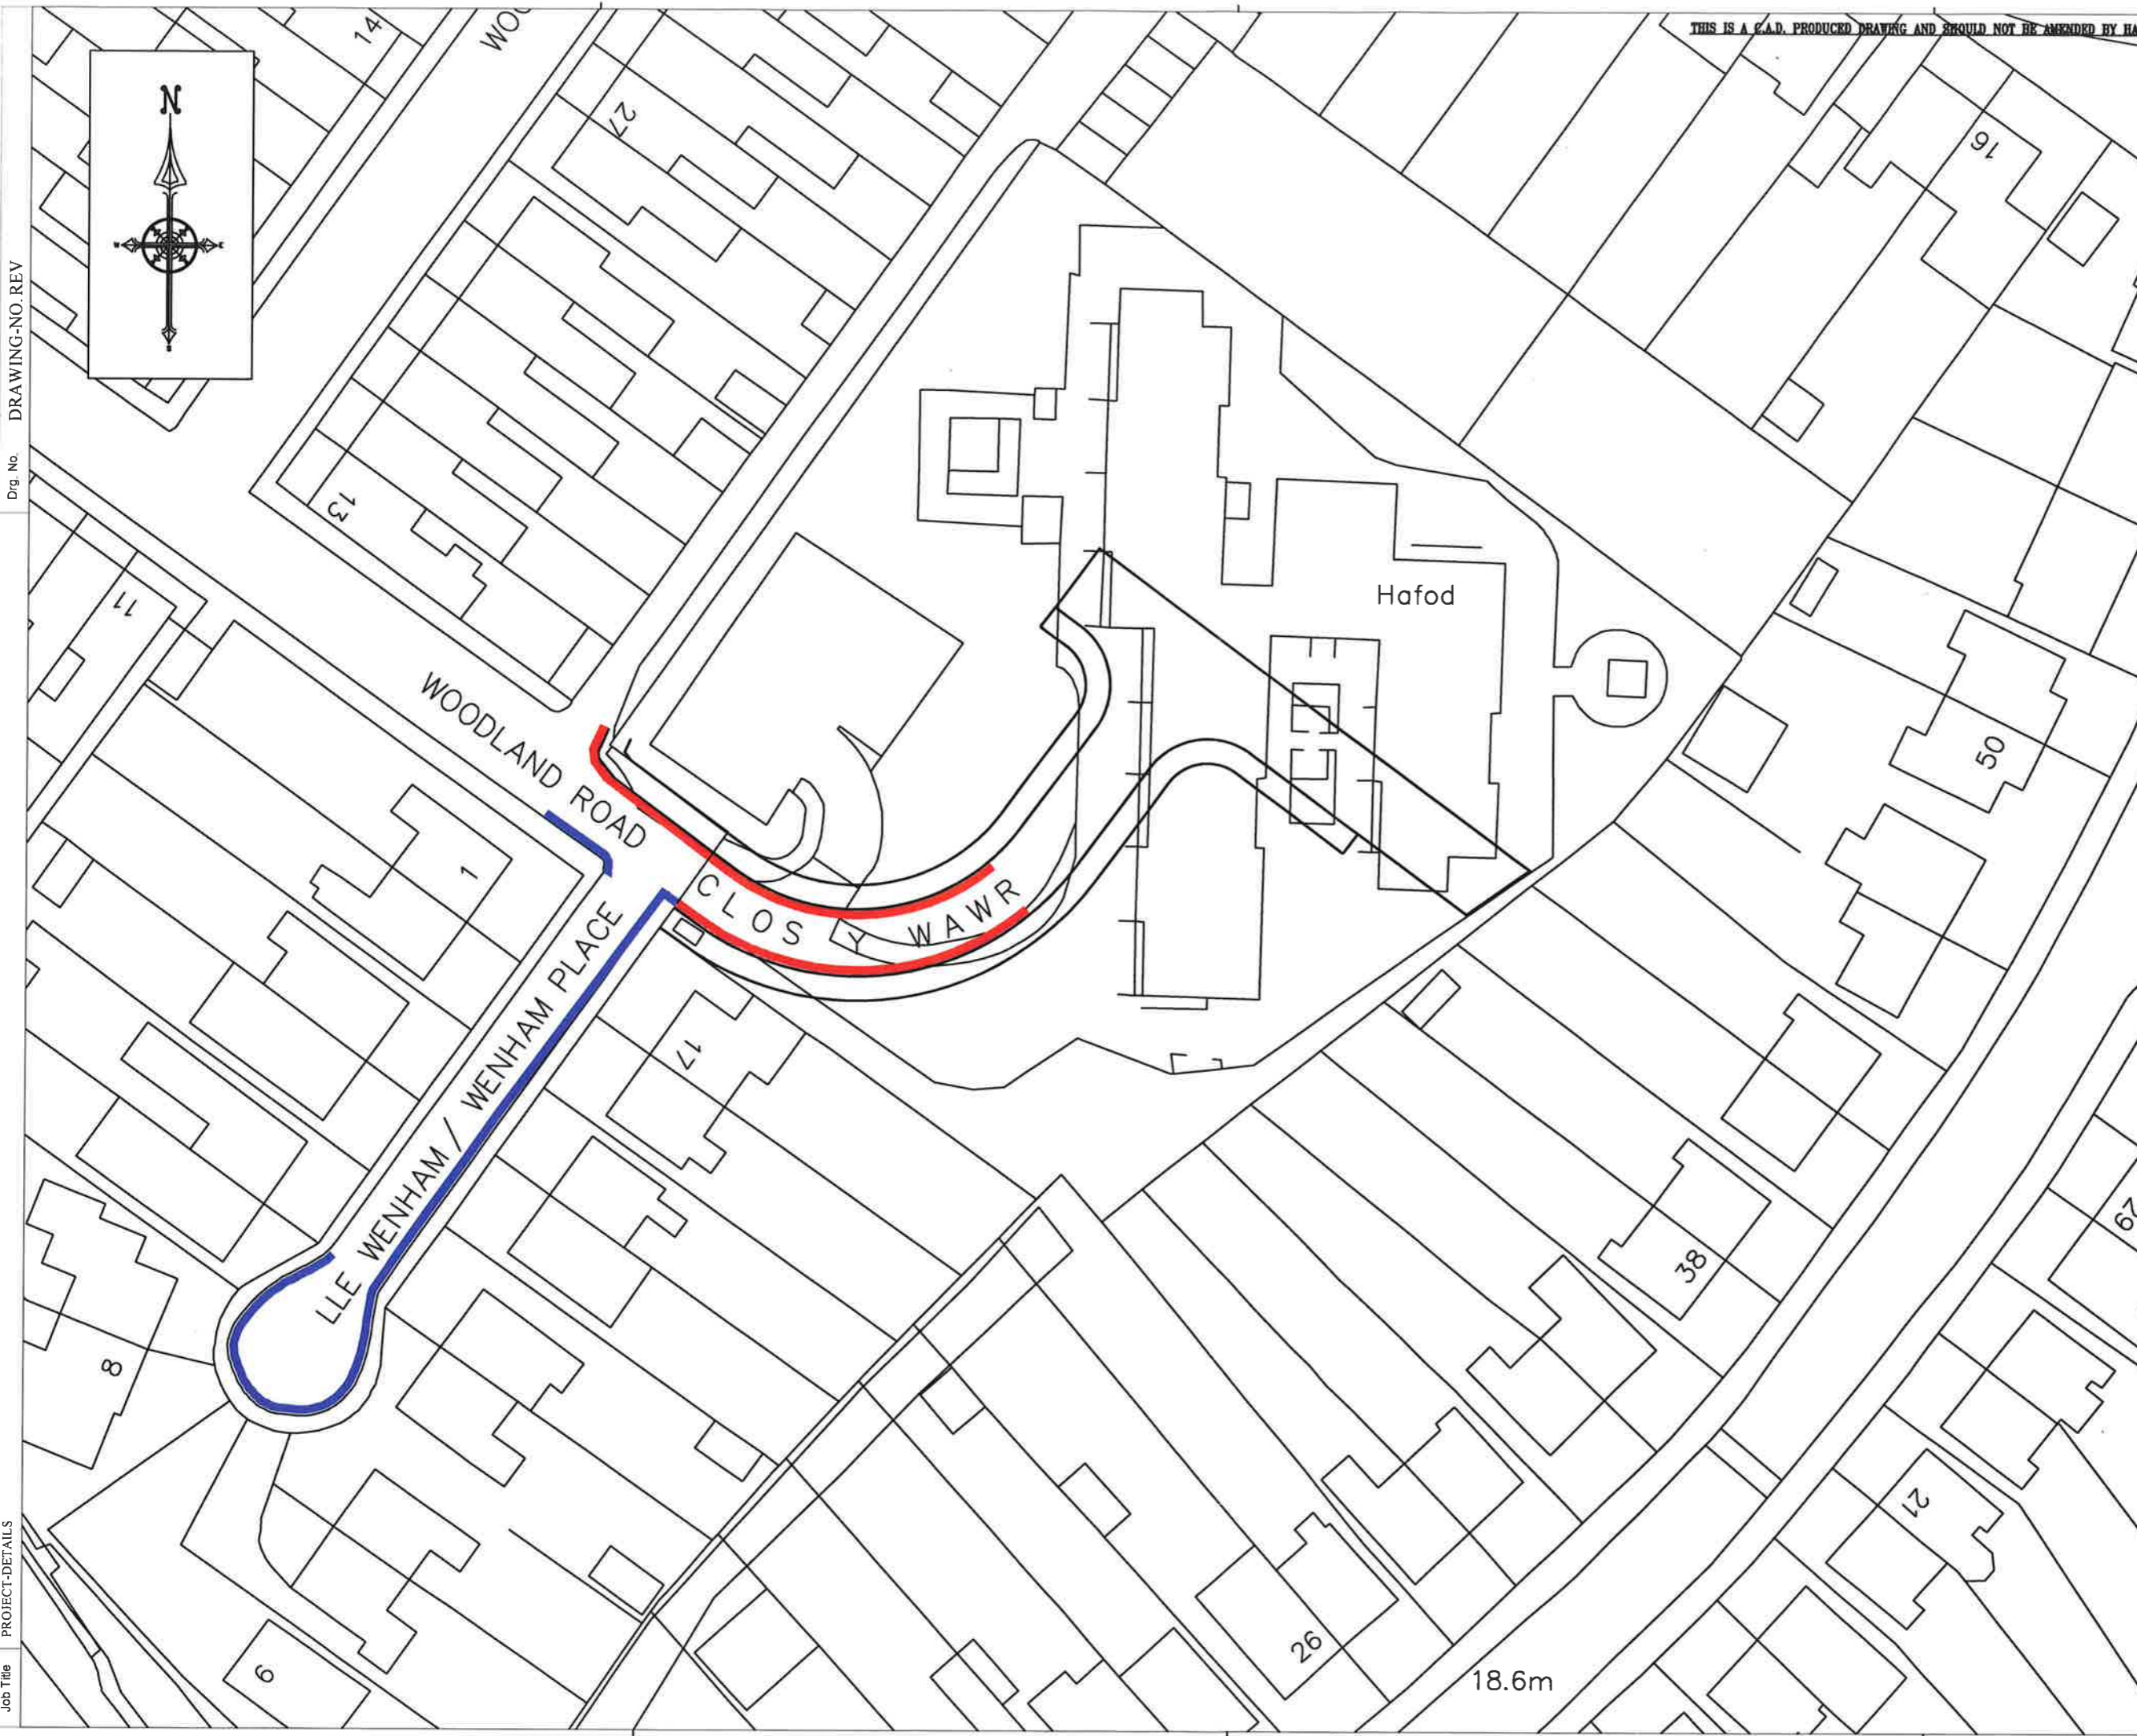 THIS IS A C.A.D. PRODUCED DRAWING AND SHOULD NOT BE AMENDED BY HA
14
WOO
N
W
E
S
27
16
DRAWING-NO. REV
Drg. No.
13
Hafod
11
WOODLAND ROAD
50
1
CLOS Y WAWR
17
LLE WENHAM / WENHAM PLACE
67
38
8
21
PROJECT-DETAILS
26
9
18.6m
Job Title